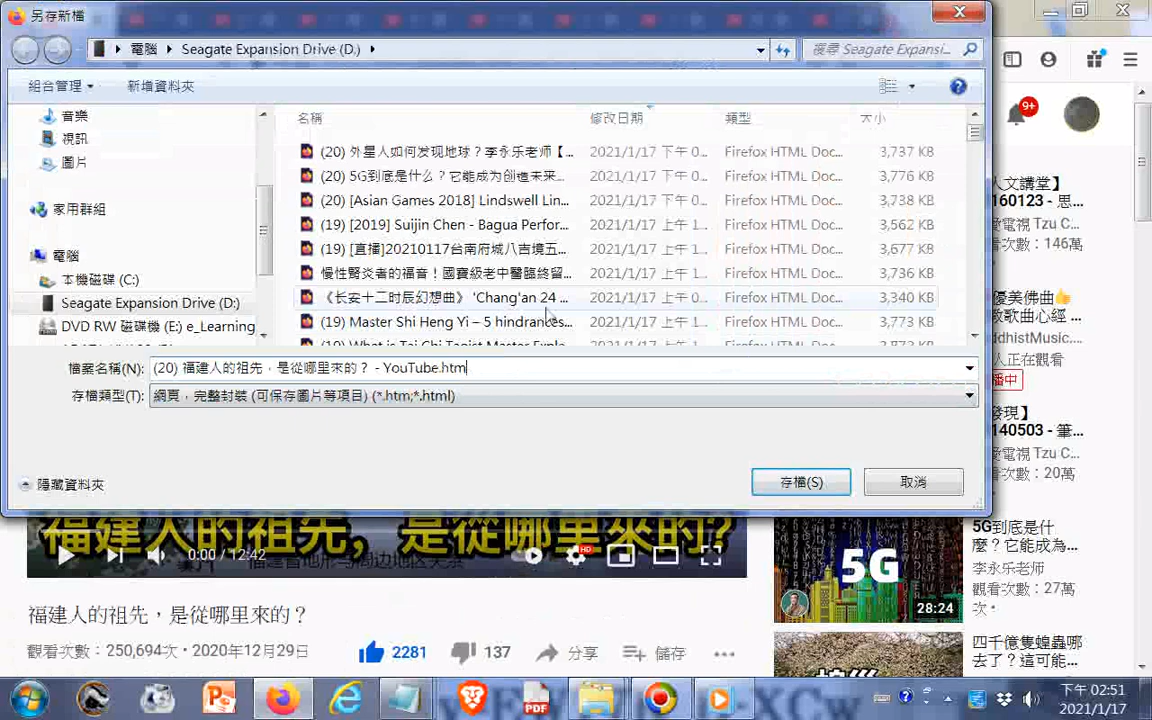 另存新檔
電腦 ▸ Seagate Expansion Drive (D:) ▸
搜尋 Seagate Expansi...
組合管理 ▾ 新增資料夾
音樂
視訊
圖片
家用群組
電腦
本機磁碟 (C:)
Seagate Expansion Drive (D:)
DVD RW 磁碟機 (E:) e_Learning
名稱 修改日期 類型 大小
(20) 外星人如何发现地球？李永乐老师【... 2021/1/17 下午 0... Firefox HTML Doc... 3,737 KB
(20) 5G到底是什么？它能成为创造未来... 2021/1/17 下午 0... Firefox HTML Doc... 3,776 KB
(20) [Asian Games 2018] Lindswell Lin... 2021/1/17 下午 0... Firefox HTML Doc... 3,738 KB
(19) [2019] Suijin Chen - Bagua Perfor... 2021/1/17 上午 1... Firefox HTML Doc... 3,562 KB
(19) [直播]20210117台南府城八吉境五... 2021/1/17 上午 1... Firefox HTML Doc... 3,677 KB
慢性腎炎者的福音！國寶級老中醫臨終留... 2021/1/17 上午 1... Firefox HTML Doc... 3,736 KB
《长安十二时辰幻想曲》 'Chang'an 24 ... 2021/1/17 上午 1... Firefox HTML Doc... 3,340 KB
(19) Master Shi Heng Yi – 5 hindrances... 2021/1/17 上午 1... Firefox HTML Doc... 3,773 KB
檔案名稱(N): (20) 福建人的祖先，是從哪里來的？ - YouTube.htm
存檔類型(T): 網頁，完整封裝 (可保存圖片等項目) (*.htm;*.html)
隱藏資料夾
存檔(S) 取消
福建人的祖先，是從哪里來的?
0:00 / 12:42
HD
福建人的祖先，是從哪里來的？
觀看次數：250,694次 • 2020年12月29日
2281 137 分享 儲存
9+
人文講堂】
160123 - 思...
愛電視 Tzu C...
看次數：146萬
優美佛曲👍
歌曲心經 ...
ddhistMusic...
人正在觀看
播中
發現】
140503 - 筆...
愛電視 Tzu C...
看次數：20萬
5G
28:24
5G到底是什
麼？它能成為...
李永乐老师
觀看次數：27萬
次 •
四千億隻蝗蟲哪
去了？這可能...
PDF
下午 02:51
2021/1/17